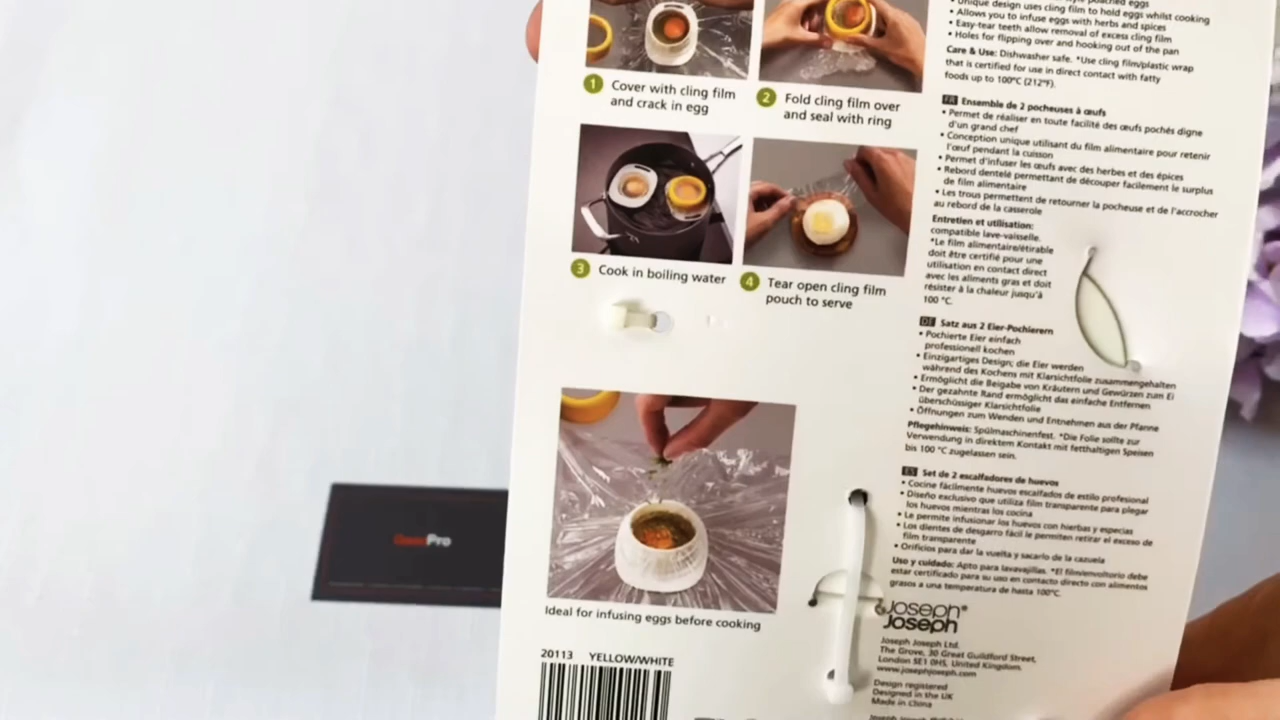 1 Cover with cling film
and crack in egg
2 Fold cling film over
and seal with ring
3 Cook in boiling water
4 Tear open cling film
pouch to serve
Ideal for infusing eggs before cooking
20113 YELLOW/WHITE
poached eggs
• Unique design uses cling film to hold eggs whilst cooking
• Allows you to infuse eggs with herbs and spices
• Easy-tear teeth allow removal of excess cling film
• Holes for flipping over and hooking out of the pan
Care & Use: Dishwasher safe. *Use cling film/plastic wrap
that is certified for use in direct contact with fatty
foods up to 100°C (212°F).
FR Ensemble de 2 pocheuses à œufs
• Permet de réaliser en toute facilité des œufs pochés digne
d'un grand chef
• Conception unique utilisant du film alimentaire pour retenir
l'œuf pendant la cuisson
• Permet d'infuser les œufs avec des herbes et des épices
• Rebord dentelé permettant de découper facilement le surplus
de film alimentaire
• Les trous permettent de retourner la pocheuse et de l'accrocher
au rebord de la casserole
Entretien et utilisation:
compatible lave-vaisselle.
*Le film alimentaire/étirable
doit être certifié pour une
utilisation en contact direct
avec les aliments gras et doit
résister à la chaleur jusqu'à
100 °C.
DE Satz aus 2 Eier-Pochierern
• Pochierte Eier einfach
professionell kochen
• Einzigartiges Design; die Eier werden
während des Kochens mit Klarsichtfolie zusammengehalten
• Ermöglicht die Beigabe von Kräutern und Gewürzen zum Ei
• Der gezahnte Rand ermöglicht das einfache Entfernen
überschüssiger Klarsichtfolie
• Öffnungen zum Wenden und Entnehmen aus der Pfanne
Pflegehinweis: Spülmaschinenfest. *Die Folie sollte zur
Verwendung in direktem Kontakt mit fetthaltigen Speisen
bis 100 °C zugelassen sein.
ES Set de 2 escalfadores de huevos
• Cocine fácilmente huevos escalfados de estilo profesional
• Diseño exclusivo que utiliza film transparente para plegar
los huevos mientras los cocina
• Le permite infusionar los huevos con hierbas y especias
• Los dientes de desgarro fácil le permiten retirar el exceso de
film transparente
• Orificios para dar la vuelta y sacarlo de la cazuela
Uso y cuidado: Apto para lavavajillas. *El film/envoltorio debe
estar certificado para su uso en contacto directo con alimentos
grasos a una temperatura de hasta 100°C.
Joseph®
Joseph
Joseph Joseph Ltd.
The Grove, 30 Great Guildford Street,
London SE1 0HS, United Kingdom.
www.josephjoseph.com
Design registered
Designed in the UK
Made in China
Pro